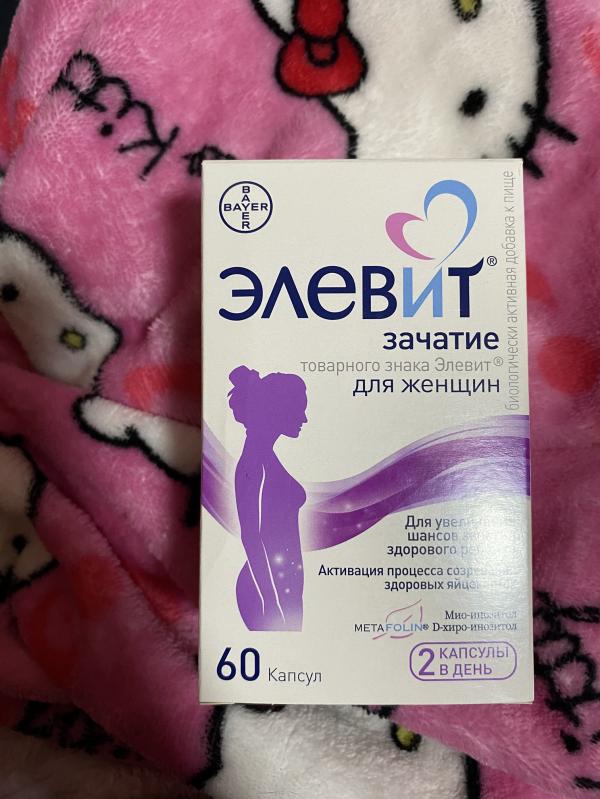 BAYER
BAYER
ЭЛЕВИТ®
зачатие
товарного знака Элевит®
для женщин
биологически активная добавка к пище
Для
шансов
здорового
Активация процесса
здоровых
METAFOLIN® Мио-инозитол
D-хиро-инозитол
2 КАПСУЛЫ
В ДЕНЬ
60 Капсул